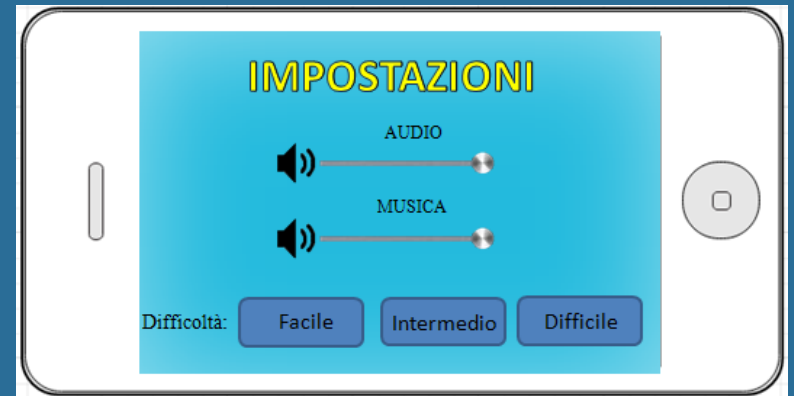 IMPOSTAZIONI
AUDIO
MUSICA
Difficoltà: Facile Intermedio Difficile